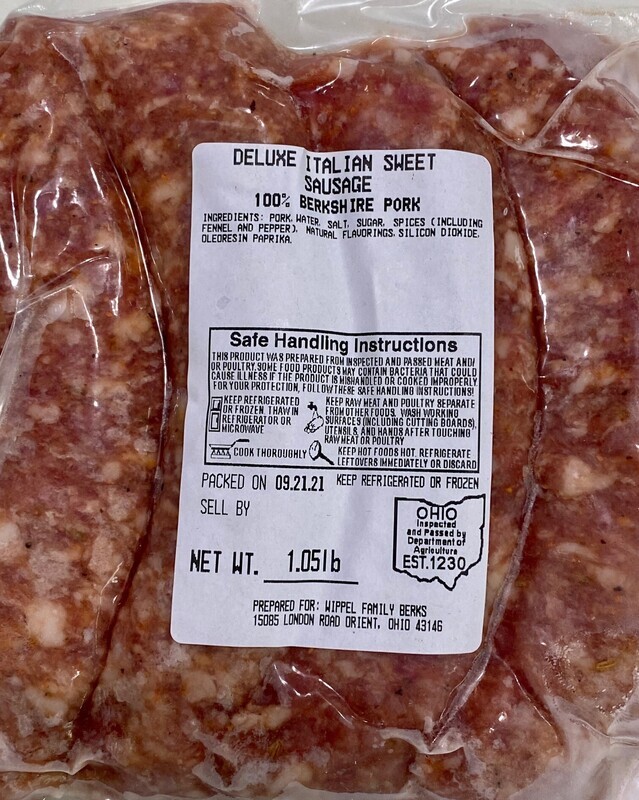 DELUXE ITALIAN SWEET
SAUSAGE
100% BERKSHIRE PORK
INGREDIENTS: PORK, WATER, SALT, SUGAR, SPICES (INCLUDING
FENNEL AND PEPPER), NATURAL FLAVORINGS, SILICON DIOXIDE,
OLEORESIN PAPRIKA.
Safe Handling Instructions
THIS PRODUCT WAS PREPARED FROM INSPECTED AND PASSED MEAT AND/
OR POULTRY. SOME FOOD PRODUCTS MAY CONTAIN BACTERIA THAT COULD
CAUSE ILLNESS IF THE PRODUCT IS MISHANDLED OR COOKED IMPROPERLY.
FOR YOUR PROTECTION, FOLLOW THESE SAFE HANDLING INSTRUCTIONS!
KEEP REFRIGERATED
OR FROZEN. THAW IN
REFRIGERATOR OR
MICROWAVE
KEEP RAW MEAT AND POULTRY SEPARATE
FROM OTHER FOODS. WASH WORKING
SURFACES (INCLUDING CUTTING BOARDS),
UTENSILS, AND HANDS AFTER TOUCHING
RAW MEAT OR POULTRY
COOK THOROUGHLY
KEEP HOT FOODS HOT. REFRIGERATE
LEFTOVERS IMMEDIATELY OR DISCARD
PACKED ON 09.21.21 KEEP REFRIGERATED OR FROZEN
SELL BY
OHIO
Inspected
and Passed by
Department of
Agriculture
EST.1230
NET WT. 1.05lb
PREPARED FOR: WIPPEL FAMILY BERKS
15085 LONDON ROAD ORIENT, OHIO 43146